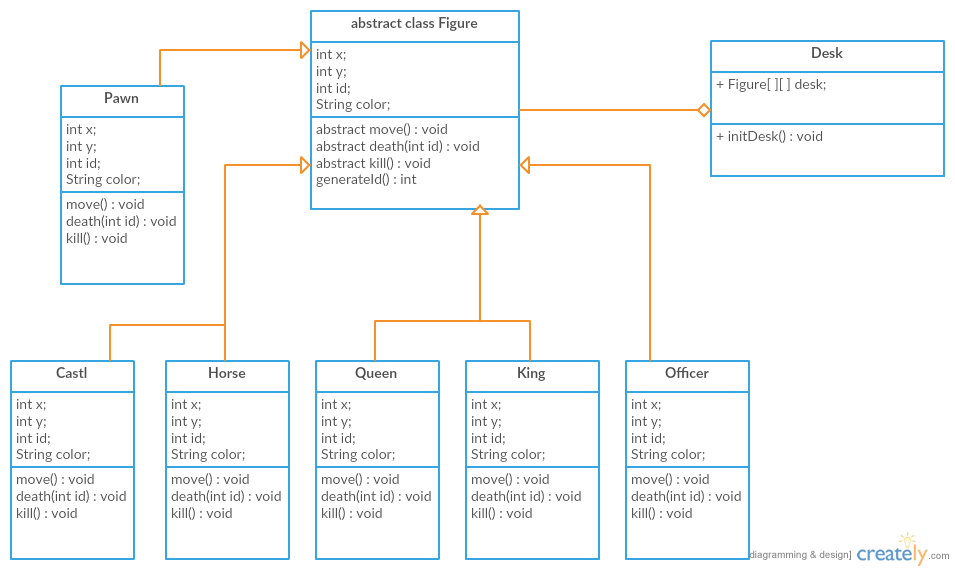 abstract class Figure
int x;
int y;
int id;
String color;
abstract move() : void
abstract death(int id) : void
abstract kill() : void
generateId() : int
Desk
+ Figure[ ][ ] desk;
+ initDesk() : void
Pawn
int x;
int y;
int id;
String color;
move() : void
death(int id) : void
kill() : void
Castl
int x;
int y;
int id;
String color;
move() : void
death(int id) : void
kill() : void
Horse
int x;
int y;
int id;
String color;
move() : void
death(int id) : void
kill() : void
Queen
int x;
int y;
int id;
String color;
move() : void
death(int id) : void
kill() : void
King
int x;
int y;
int id;
String color;
move() : void
death(int id) : void
kill() : void
Officer
int x;
int y;
int id;
String color;
move() : void
death(int id) : void
kill() : void
diagramming & design] creately.com